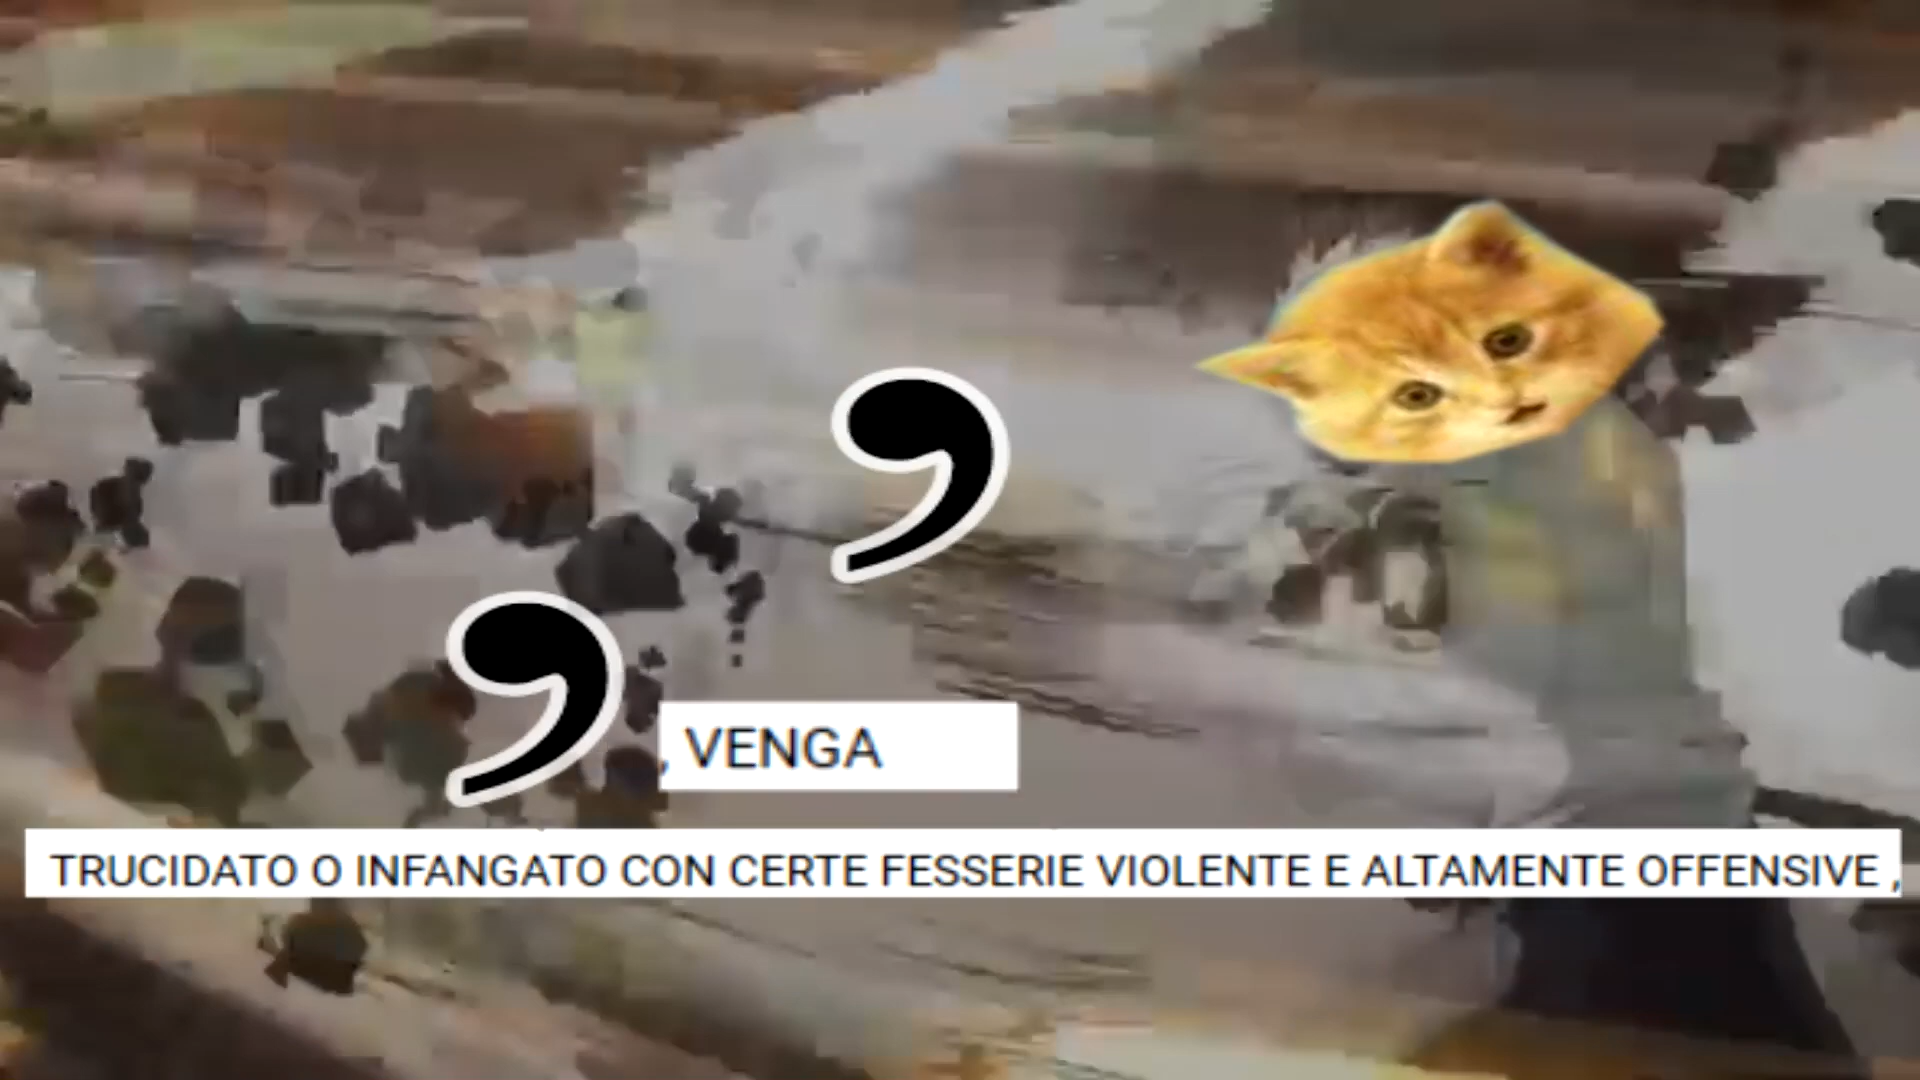 ,
,
, VENGA
TRUCIDATO O INFANGATO CON CERTE FESSERIE VIOLENTE E ALTAMENTE OFFENSIVE ,